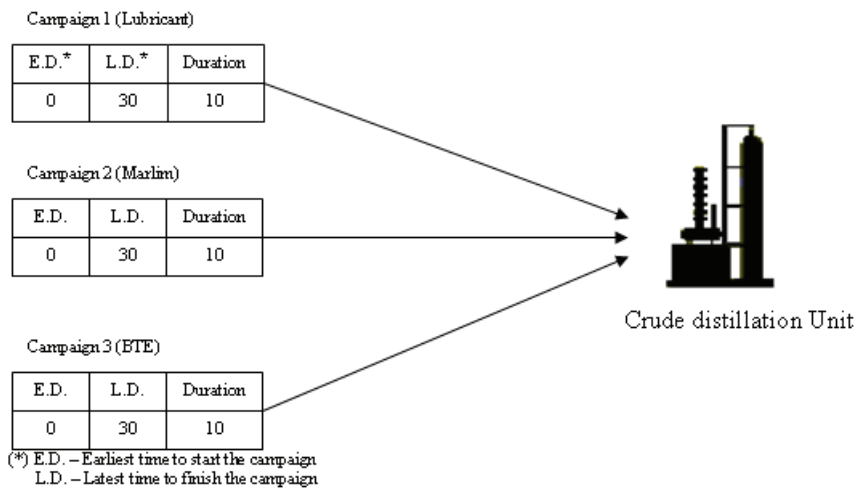 Campaign 1 (Lubricant)
E.D.* L.D.* Duration
0 30 10
Campaign 2 (Marlim)
E.D. L.D. Duration
0 30 10
Crude distillation Unit
Campaign 3 (BTE)
E.D. L.D. Duration
0 30 10
(*) E.D. – Earliest time to start the campaign
L.D. – Latest time to finish the campaign